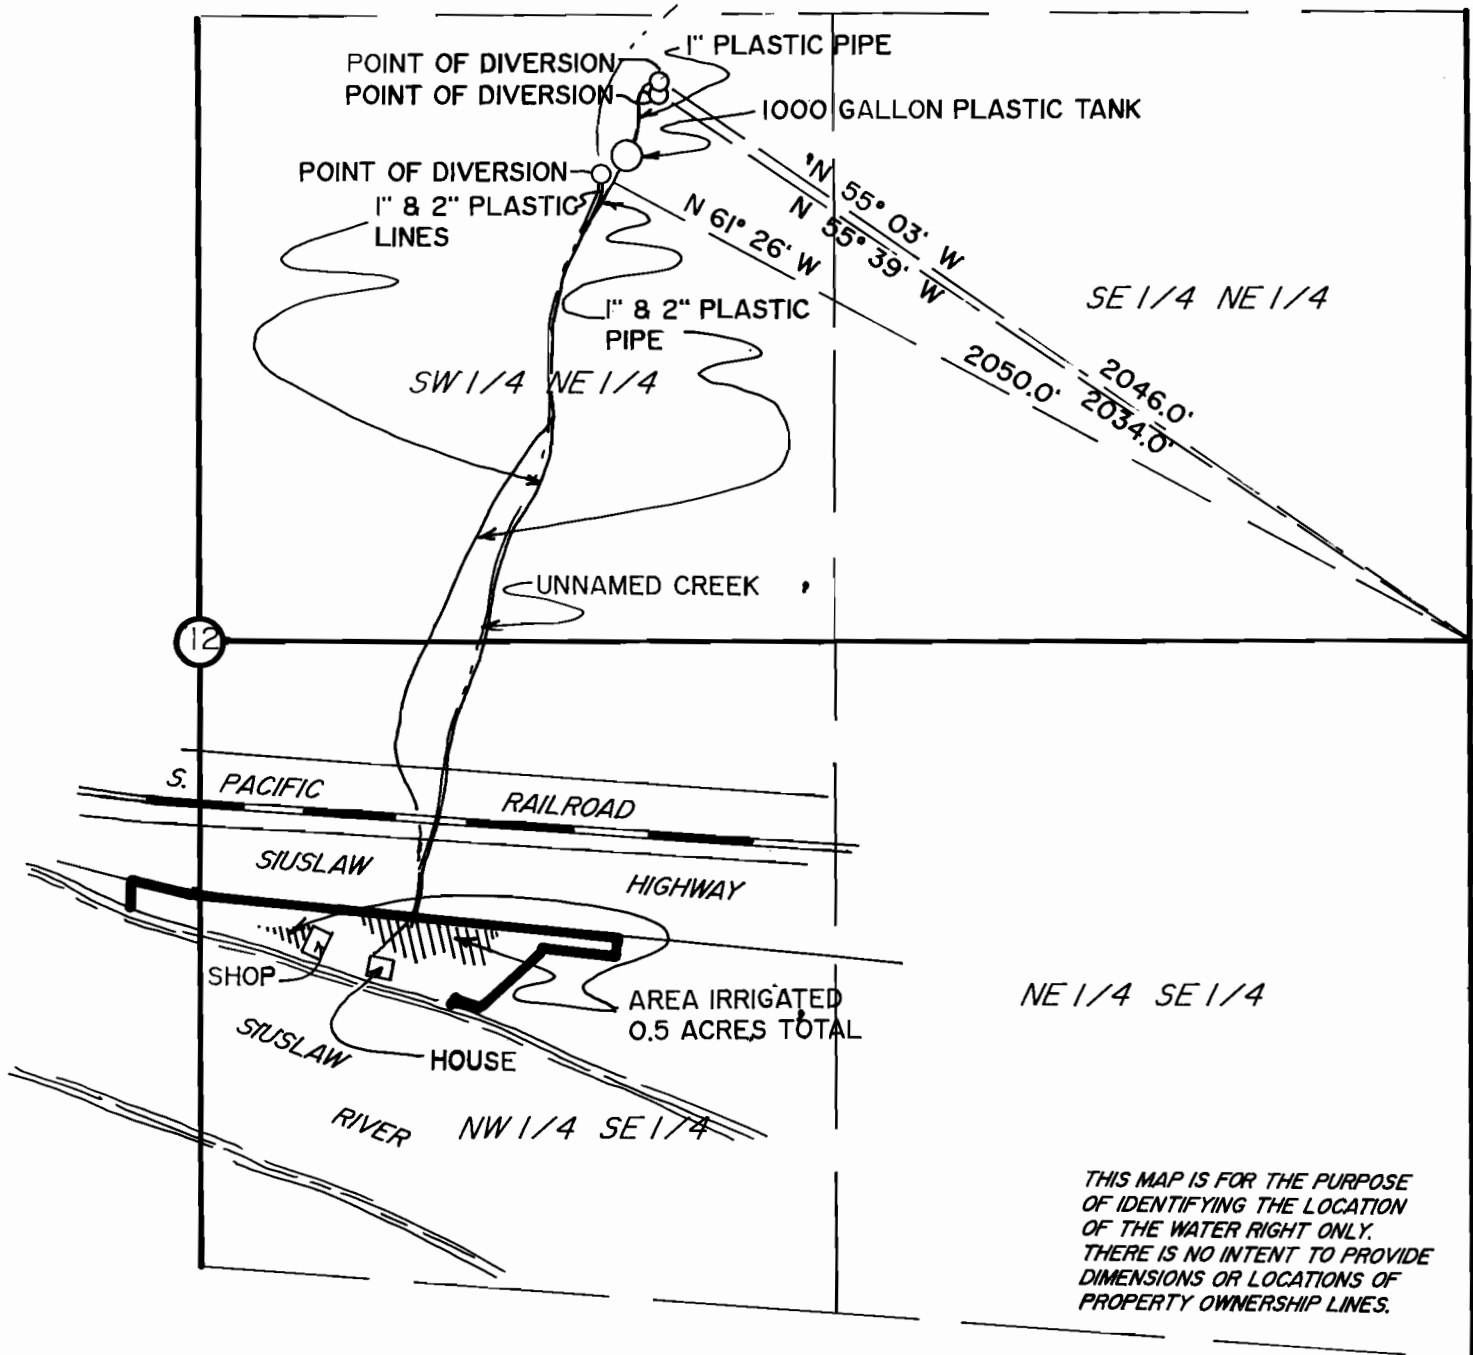 1" PLASTIC PIPE
POINT OF DIVERSION
POINT OF DIVERSION
1000 GALLON PLASTIC TANK
POINT OF DIVERSION
1" & 2" PLASTIC
LINES
N 55° 03' W
N 55° 39' W
N 61° 26' W
SE 1/4 NE 1/4
1" & 2" PLASTIC
PIPE
SW 1/4 NE 1/4
2046.0'
2050.0'
2034.0'
UNNAMED CREEK
12
S. PACIFIC RAILROAD
SIUSLAW HIGHWAY
SHOP
AREA IRRIGATED
0.5 ACRES TOTAL
NE 1/4 SE 1/4
HOUSE
SIUSLAW
RIVER
NW 1/4 SE 1/4
THIS MAP IS FOR THE PURPOSE
OF IDENTIFYING THE LOCATION
OF THE WATER RIGHT ONLY.
THERE IS NO INTENT TO PROVIDE
DIMENSIONS OR LOCATIONS OF
PROPERTY OWNERSHIP LINES.